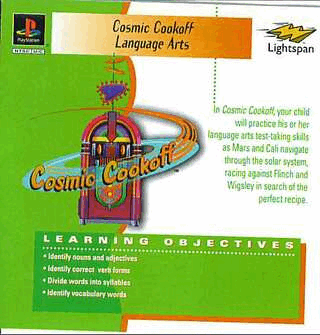 PlayStation
NTSC U/C
Cosmic Cookoff
Language Arts
Lightspan
In Cosmic Cookoff, your child
will practice his or her
language arts test-taking skills
as Mars and Cali navigate
through the solar system,
racing against Flinch and
Wigsley in search of the
perfect recipe.
Cosmic Cookoff
LEARNING OBJECTIVES
• Identify nouns and adjectives
• Identify correct verb forms
• Divide words into syllables
• Identify vocabulary words